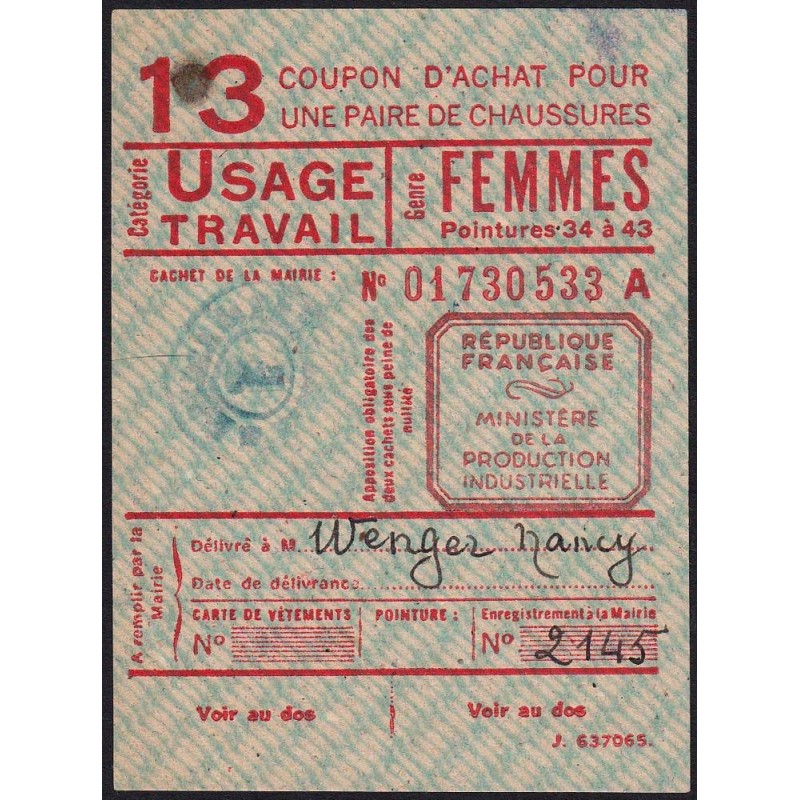 13 COUPON D'ACHAT POUR
UNE PAIRE DE CHAUSSURES
Catégorie
USAGE
TRAVAIL
Genre
FEMMES
Pointures 34 à 43
CACHET DE LA MAIRIE :
No 01730533 A
Apposition obligatoire des
deux cachets sous peine de
nullité
RÉPUBLIQUE
FRANÇAISE
MINISTÈRE
DE LA
PRODUCTION
INDUSTRIELLE
A remplir par la
Mairie
Délivré à M. Wenger Nancy
Date de délivrance
CARTE DE VÊTEMENTS
No
POINTURE :
Enregistrement à la Mairie
No 2145
Voir au dos
Voir au dos
J. 637065.